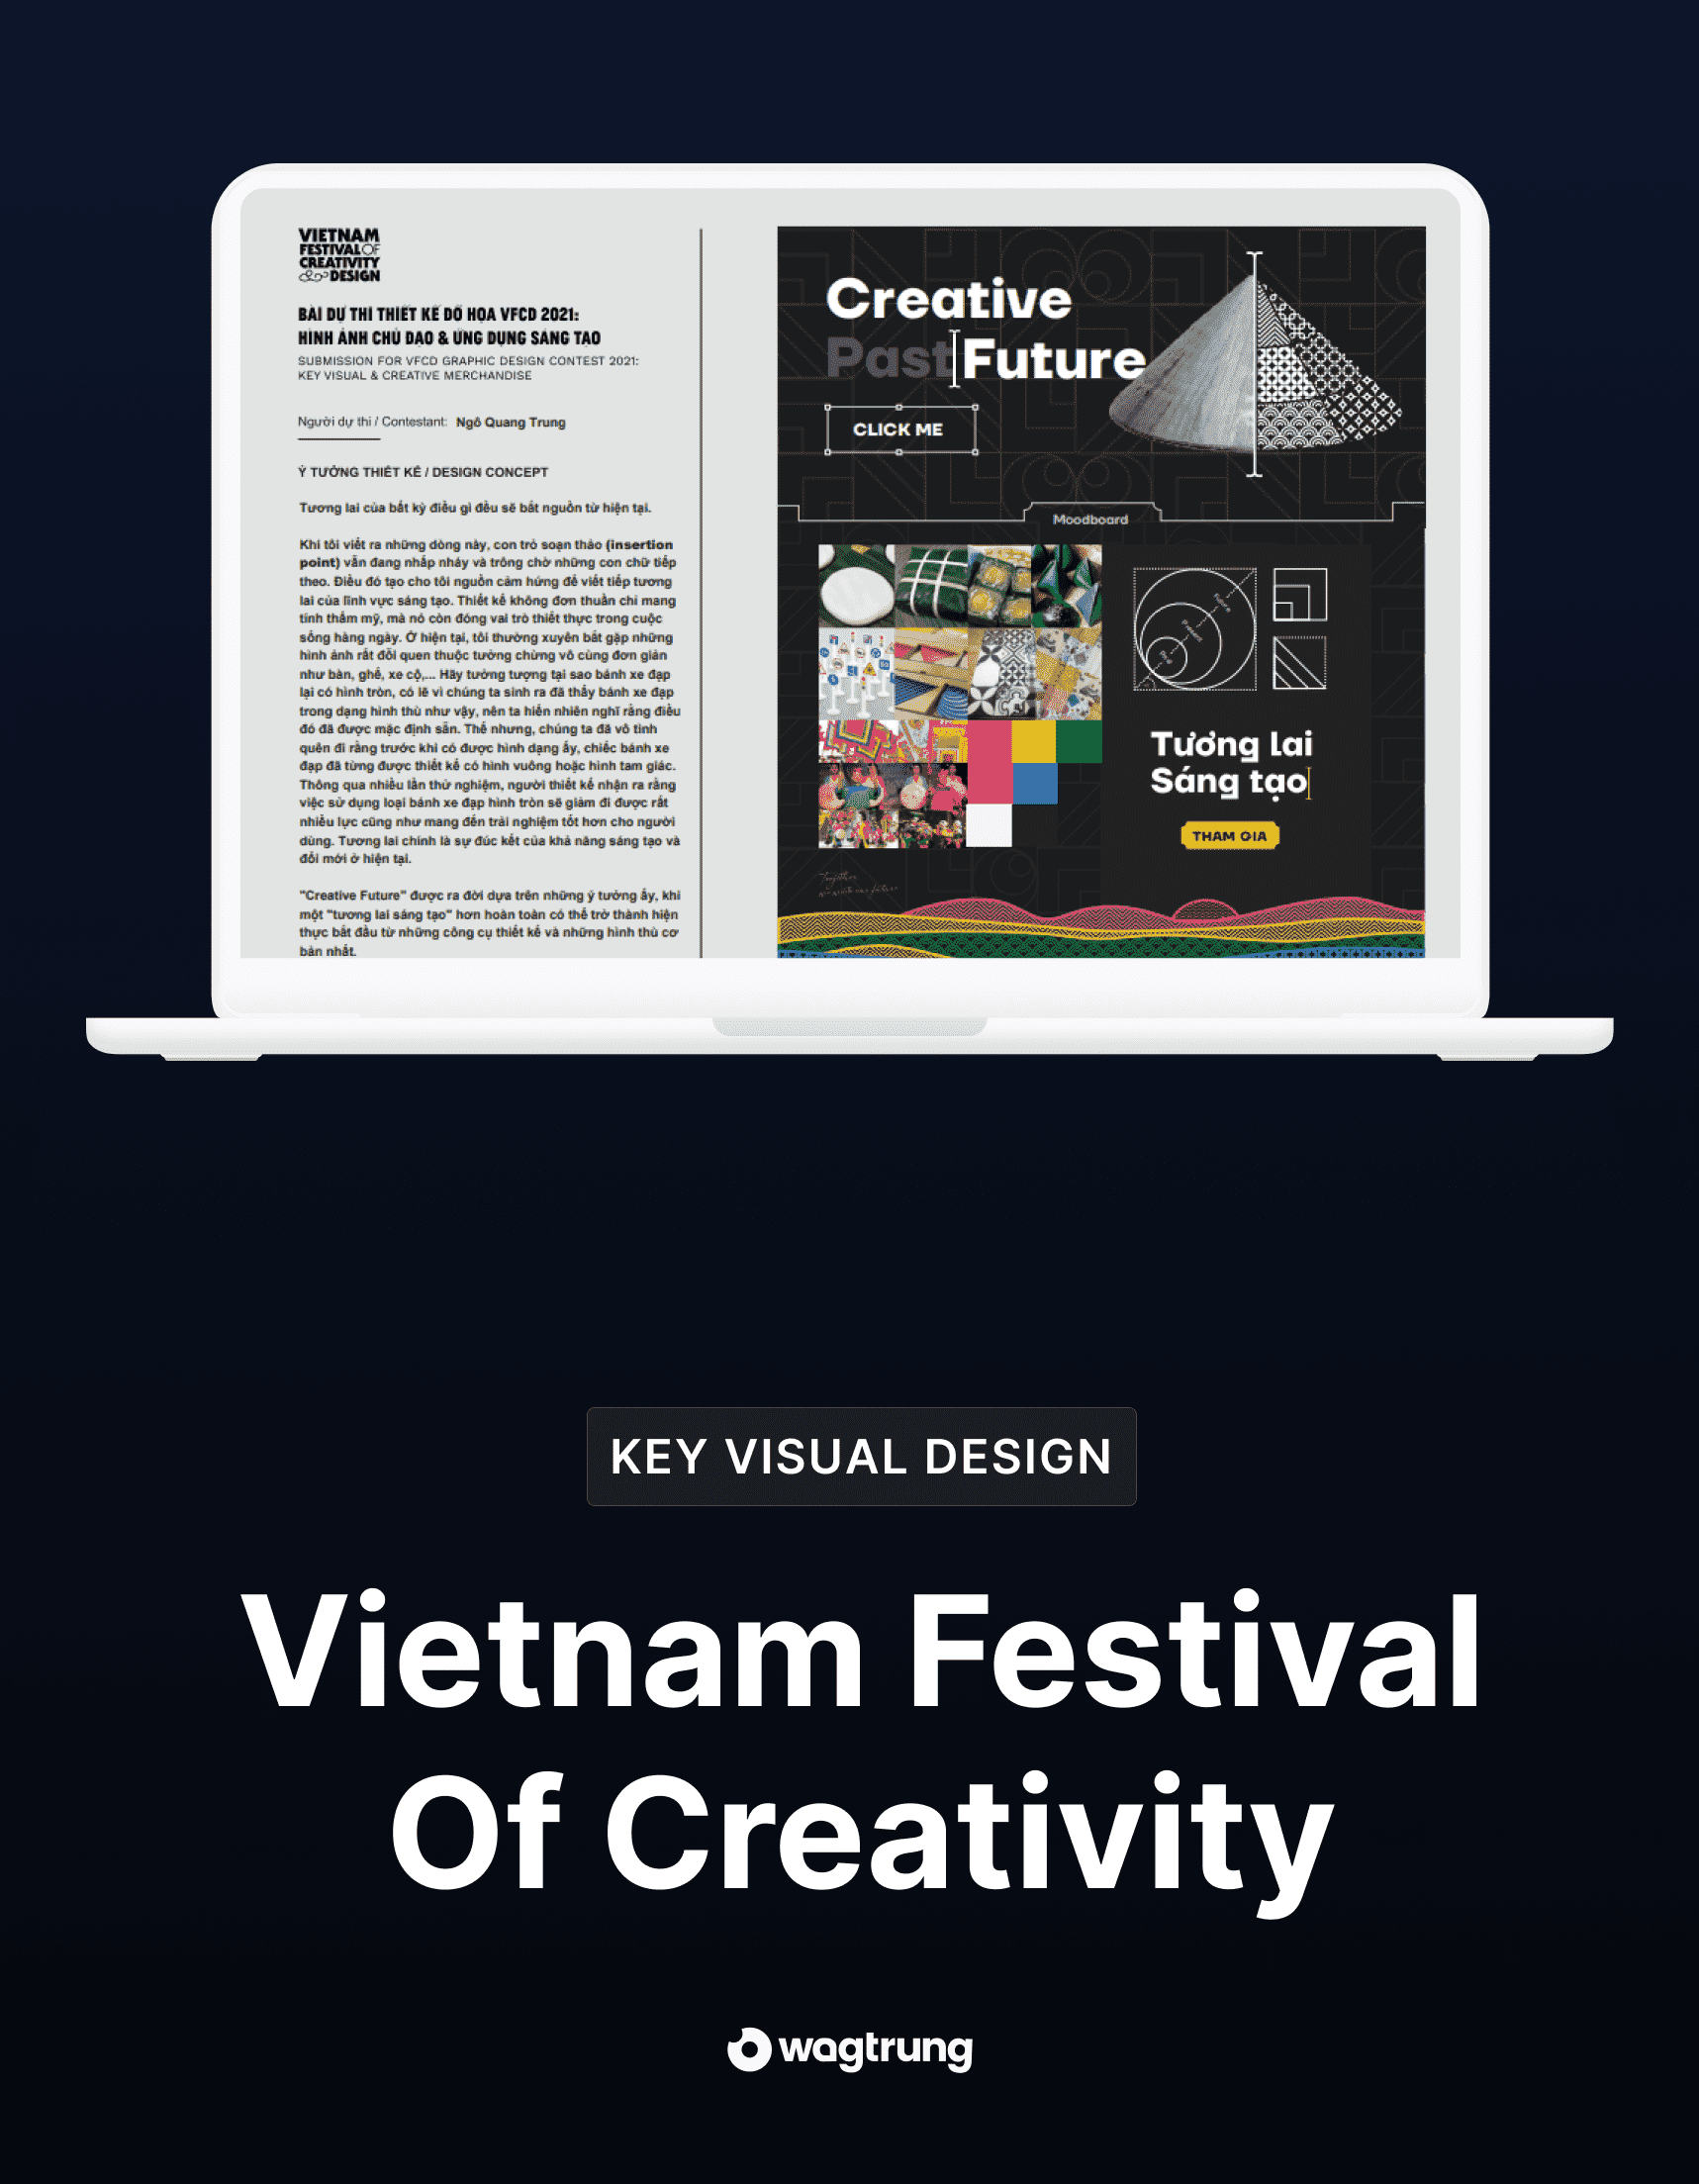 VIETNAM
FESTIVAL OF
CREATIVITY
& DESIGN
BÀI DỰ THI THIẾT KẾ ĐỒ HỌA VFCD 2021:
HÌNH ẢNH CHỦ ĐẠO & ỨNG DỤNG SÁNG TẠO
SUBMISSION FOR VFCD GRAPHIC DESIGN CONTEST 2021:
KEY VISUAL & CREATIVE MERCHANDISE
Người dự thi / Contestant: Ngô Quang Trung
Ý TƯỞNG THIẾT KẾ / DESIGN CONCEPT
Tương lai của bất kỳ điều gì đều sẽ bắt nguồn từ hiện tại.
Khi tôi viết ra những dòng này, con trỏ soạn thảo (insertion
point) vẫn đang nhấp nháy và trông chờ những con chữ tiếp
theo. Điều đó tạo cho tôi nguồn cảm hứng để viết tiếp tương
lai của lĩnh vực sáng tạo. Thiết kế không đơn thuần chỉ mang
tính thẩm mỹ, mà nó còn đóng vai trò thiết thực trong cuộc
sống hàng ngày. Ở hiện tại, tôi thường xuyên bắt gặp những
hình ảnh rất đỗi quen thuộc tưởng chừng vô cùng đơn giản
như bàn, ghế, xe cộ,... Hãy tưởng tượng tại sao bánh xe đạp
lại có hình tròn, có lẽ vì chúng ta sinh ra đã thấy bánh xe đạp
trong dạng hình thù như vậy, nên ta hiển nhiên nghĩ rằng điều
đó đã được mặc định sẵn. Thế nhưng, chúng ta đã vô tình
quên đi rằng trước khi có được hình dạng ấy, chiếc bánh xe
đạp đã từng được thiết kế có hình vuông hoặc hình tam giác.
Thông qua nhiều lần thử nghiệm, người thiết kế nhận ra rằng
việc sử dụng loại bánh xe đạp hình tròn sẽ giảm đi được rất
nhiều lực cũng như mang đến trải nghiệm tốt hơn cho người
dùng. Tương lai chính là sự đúc kết của khả năng sáng tạo và
đổi mới ở hiện tại.
"Creative Future" được ra đời dựa trên những ý tưởng ấy, khi
một "tương lai sáng tạo" hơn hoàn toàn có thể trở thành hiện
thực bắt đầu từ những công cụ thiết kế và những hình thù cơ
bản nhất.
Creative
Past Future
CLICK ME
Moodboard
Future
Present
Past
Tương lai
Sáng tạo
THAM GIA
Together
we create our future
KEY VISUAL DESIGN
Vietnam Festival
Of Creativity
wagtrung